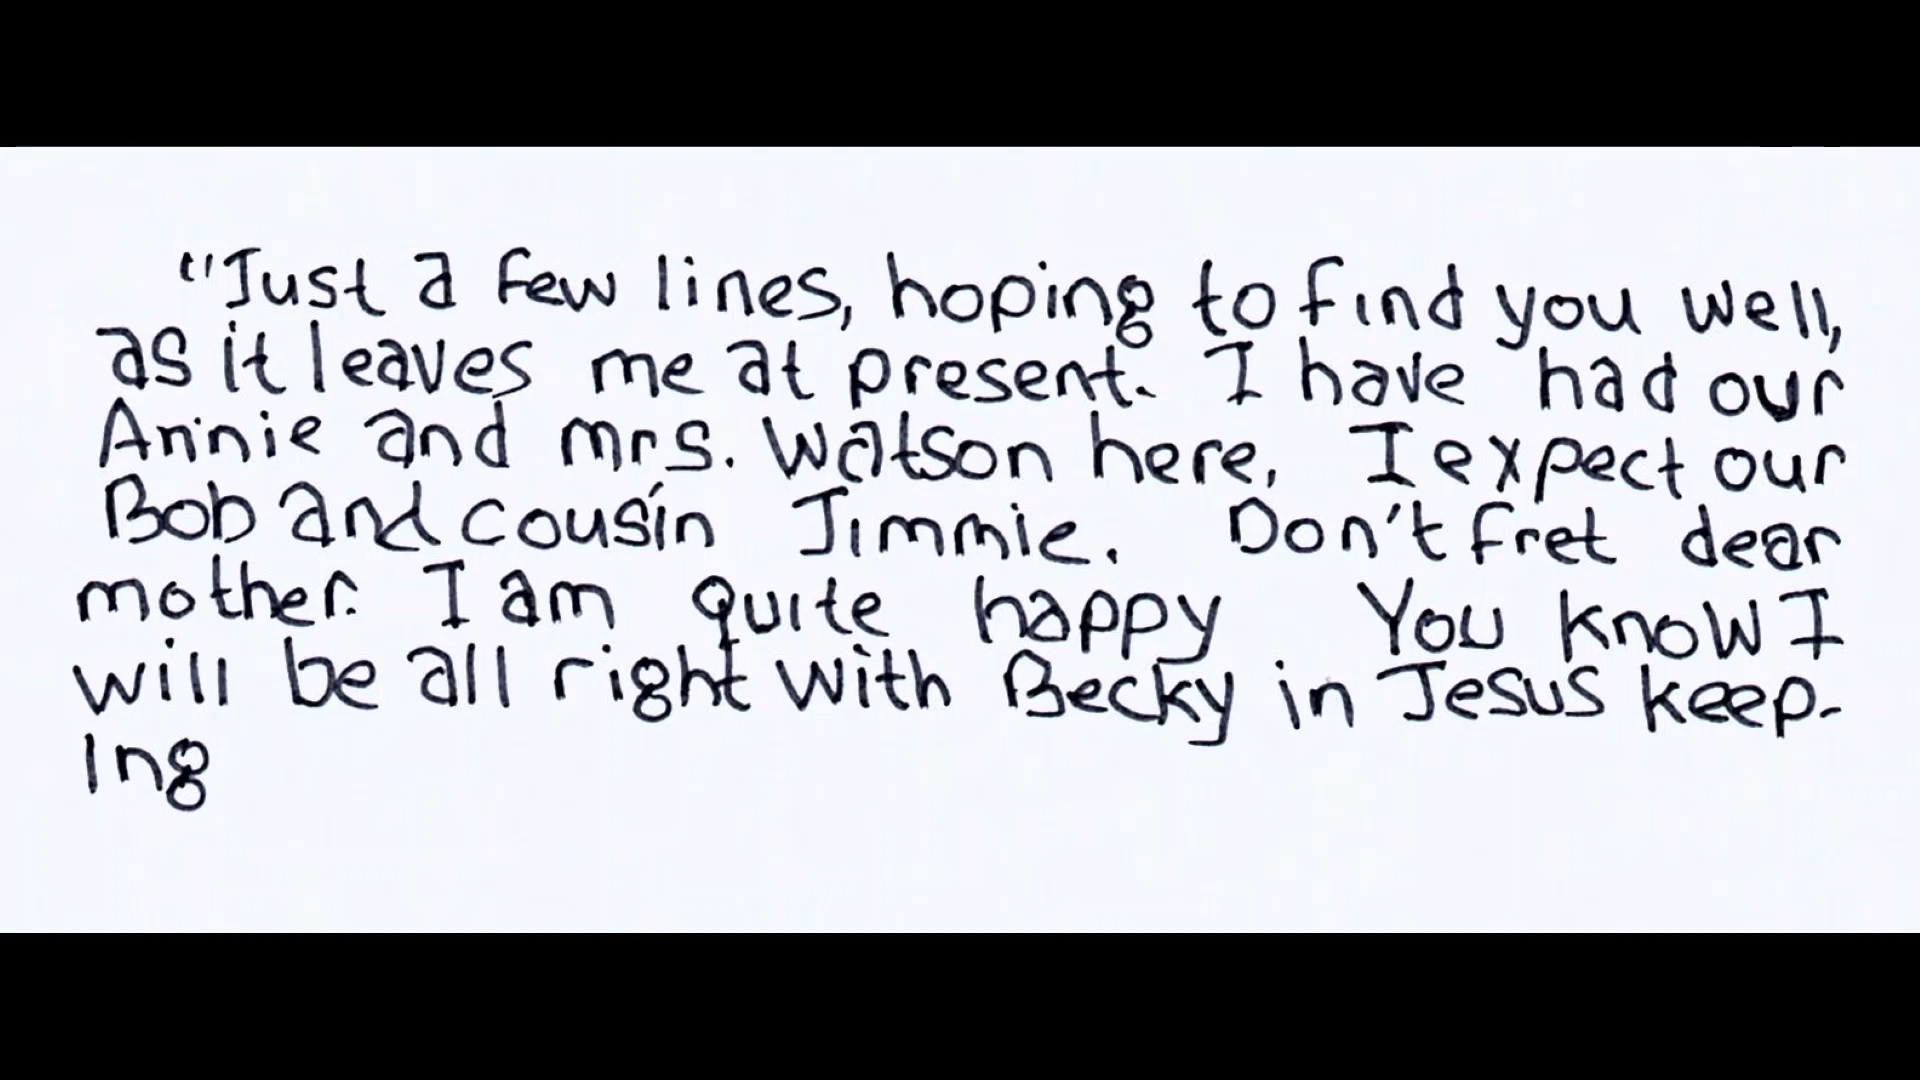 "Just a few lines, hoping to find you well,
as it leaves me at present. I have had our
Annie and mrs. Watson here, I expect our
Bob and cousin Jimmie. Don't fret dear
mother. I am quite happy You know I
will be all right with Becky in Jesus keep-
ing